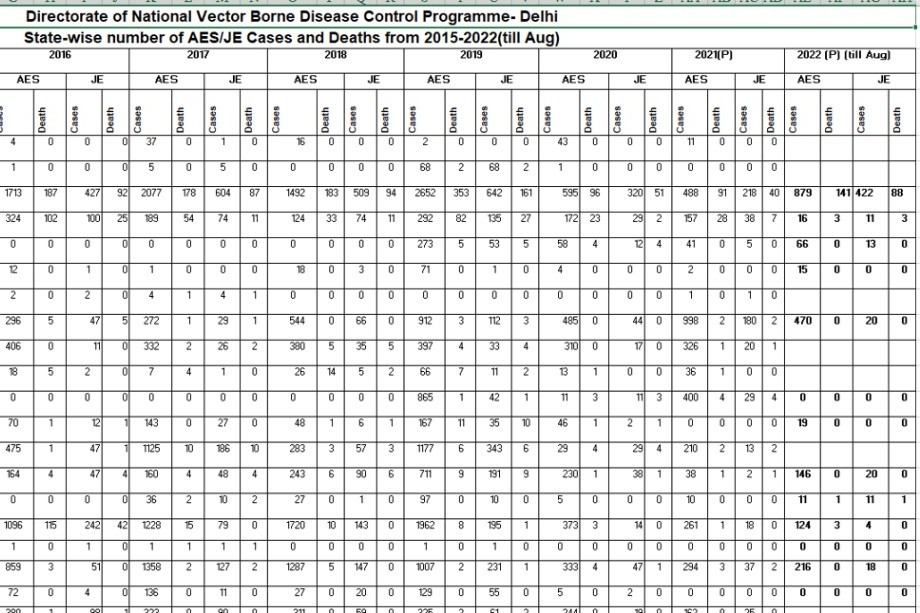 Directorate of National Vector Borne Disease Control Programme- Delhi
State-wise number of AES/JE Cases and Deaths from 2015-2022(till Aug)
2016 2017 2018 2019 2020 2021(P) 2022 (P) (till Aug)
AES JE AES JE AES JE AES JE AES JE AES JE AES JE
Cases Death Cases Death Cases Death Cases Death Cases Death Cases Death Cases Death Cases Death Cases Death Cases Death Cases Death Cases Death Cases Death Cases Death
4 0 0 0 37 0 1 0 16 0 0 0 2 0 0 0 43 0 0 0 11 0 0 0
1 0 0 0 5 0 5 0 0 0 0 0 68 2 68 2 1 0 0 0 0 0 0 0
1713 187 427 92 2077 178 604 87 1492 183 509 94 2652 353 642 161 595 96 320 51 488 91 218 40 879 141 422 88
324 102 100 25 189 54 74 11 124 33 74 11 292 82 135 27 172 23 29 2 157 28 38 7 16 3 11 3
0 0 0 0 0 0 0 0 0 0 0 0 273 5 53 5 58 4 12 4 41 0 5 0 66 0 13 0
12 0 1 0 1 0 0 0 18 0 3 0 71 0 1 0 4 0 0 0 2 0 0 0 15 0 0 0
2 0 2 0 4 1 4 1 0 0 0 0 0 0 0 0 0 0 0 0 1 0 1 0
296 5 47 5 272 1 29 1 544 0 66 0 912 3 112 3 485 0 44 0 998 2 180 2 470 0 20 0
406 0 11 0 332 2 26 2 380 5 35 5 397 4 33 4 310 0 17 0 326 1 20 1
18 5 2 0 7 4 1 0 26 14 5 2 66 7 11 2 13 1 0 0 36 1 0 0
0 0 0 0 0 0 0 0 0 0 0 0 865 1 42 1 11 3 11 3 400 4 29 4 0 0 0 0
70 1 12 1 143 0 27 0 48 1 6 1 167 11 35 10 46 1 2 1 0 0 0 0 19 0 0 0
475 1 47 1 1125 10 186 10 283 3 57 3 1177 6 343 6 29 4 29 4 210 2 13 2
164 4 47 4 160 4 48 4 243 6 90 6 711 9 191 9 230 1 38 1 38 1 2 1 146 0 20 0
0 0 0 0 36 2 10 2 27 0 1 0 97 0 10 0 5 0 0 0 10 0 0 0 11 1 11 1
1096 115 242 42 1228 15 79 0 1720 10 143 0 1962 8 195 1 373 3 14 0 261 1 18 0 124 3 4 0
1 0 1 0 1 1 1 1 0 0 0 0 1 0 1 0 0 0 0 0 0 0 0 0 0 0 0 0
859 3 51 0 1358 2 127 2 1287 5 147 0 1007 2 231 1 333 4 47 1 294 3 37 2 216 0 18 0
72 0 4 0 136 0 11 0 27 0 20 0 129 0 55 0 5 0 2 0 0 0 0 0 0 0 0 0